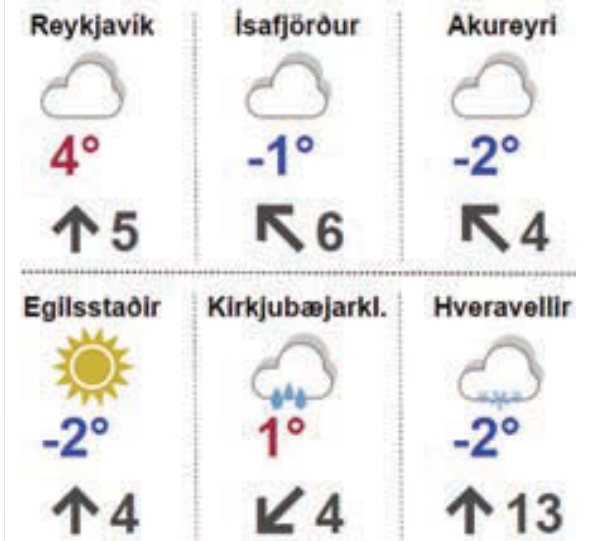 Reykjavík Ísafjörður Akureyri
4° -1° -2°
5 6 4
Egilsstaðir Kirkjubæjarkl. Hveravellir
-2° 1° -2°
4 4 13